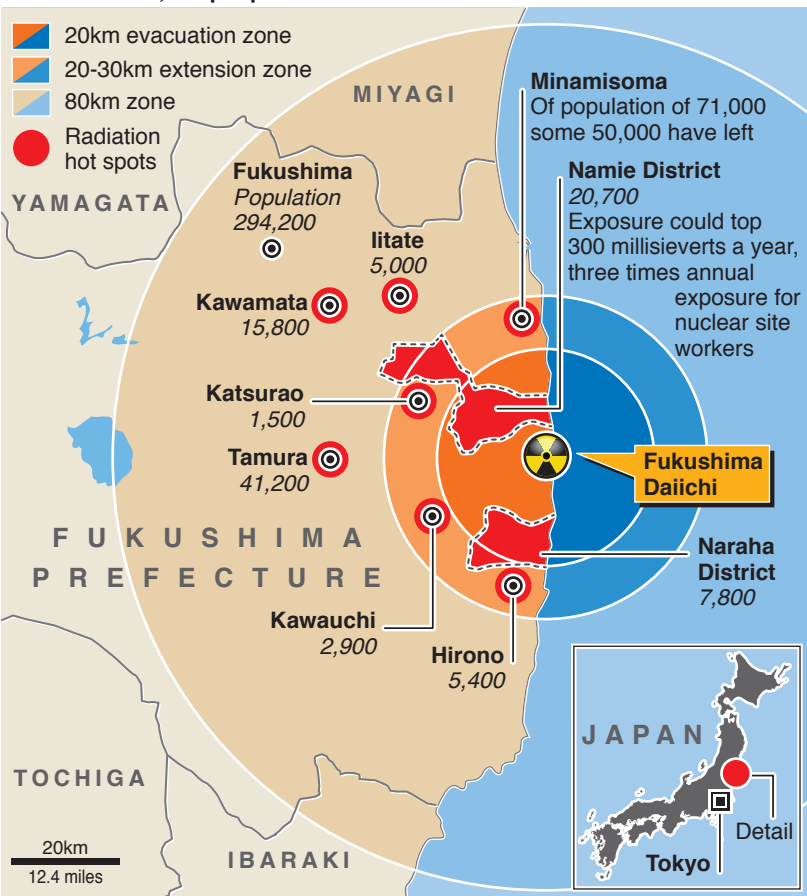 20km evacuation zone
20-30km extension zone
80km zone
Radiation
hot spots
MIYAGI
YAMAGATA
Minamisoma
Of population of 71,000
some 50,000 have left
Namie District
20,700
Exposure could top
300 millisieverts a year,
three times annual
exposure for
nuclear site
workers
Fukushima
Population
294,200
Iitate
5,000
Kawamata
15,800
Katsurao
1,500
Tamura
41,200
Fukushima
Daiichi
FUKUSHIMA
PREFECTURE
Naraha
District
7,800
Kawauchi
2,900
Hirono
5,400
TOCHIGI
IBARAKI
20km
12.4 miles
JAPAN
Detail
Tokyo